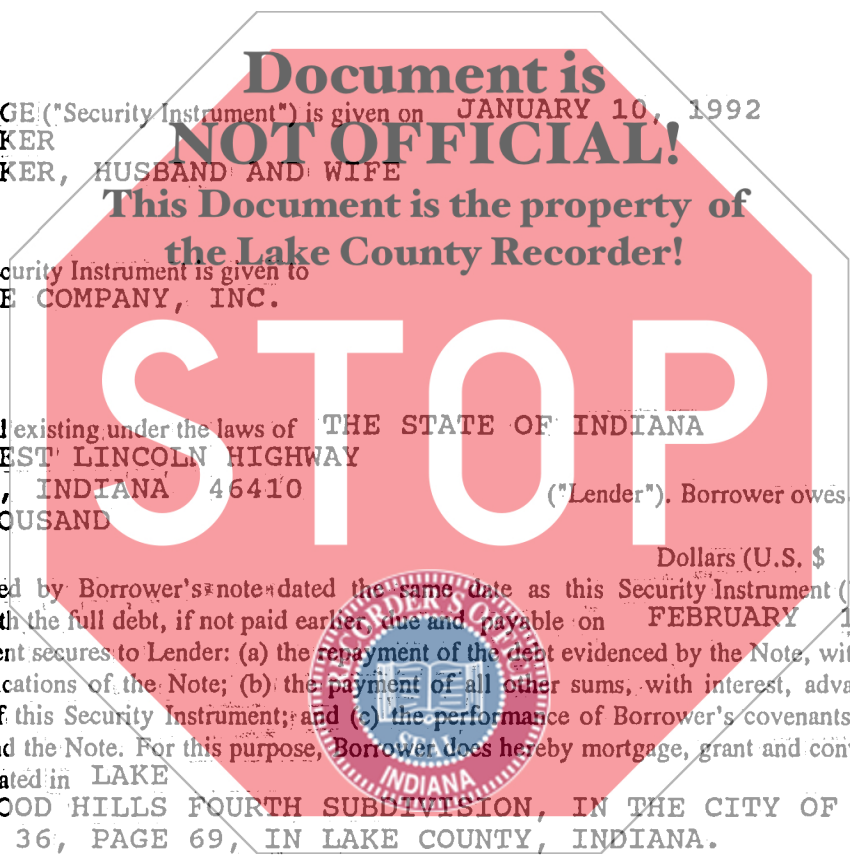 Document is
GE ("Security Instrument") is given on JANUARY 10, 1992
KER
NOT OFFICIAL!
KER, HUSBAND AND WIFE
This Document is the property of
the Lake County Recorder!
curity Instrument is given to
E COMPANY, INC.
STOP
existing under the laws of THE STATE OF INDIANA
EST LINCOLN HIGHWAY
, INDIANA 46410 ("Lender"). Borrower owes
OUSAND
Dollars (U.S. $
ed by Borrower's note dated the same date as this Security Instrument (
th the full debt, if not paid earlier, due and payable on FEBRUARY 1
ent secures to Lender: (a) the repayment of the debt evidenced by the Note, wit
cations of the Note; (b) the payment of all other sums, with interest, adva
f this Security Instrument; and (c) the performance of Borrower's covenants
d the Note. For this purpose, Borrower does hereby mortgage, grant and con
ated in LAKE
OOD HILLS FOURTH SUBDIVISION, IN THE CITY OF
36, PAGE 69, IN LAKE COUNTY, INDIANA.
RECORDER'S OFFICE
SEAL
INDIANA